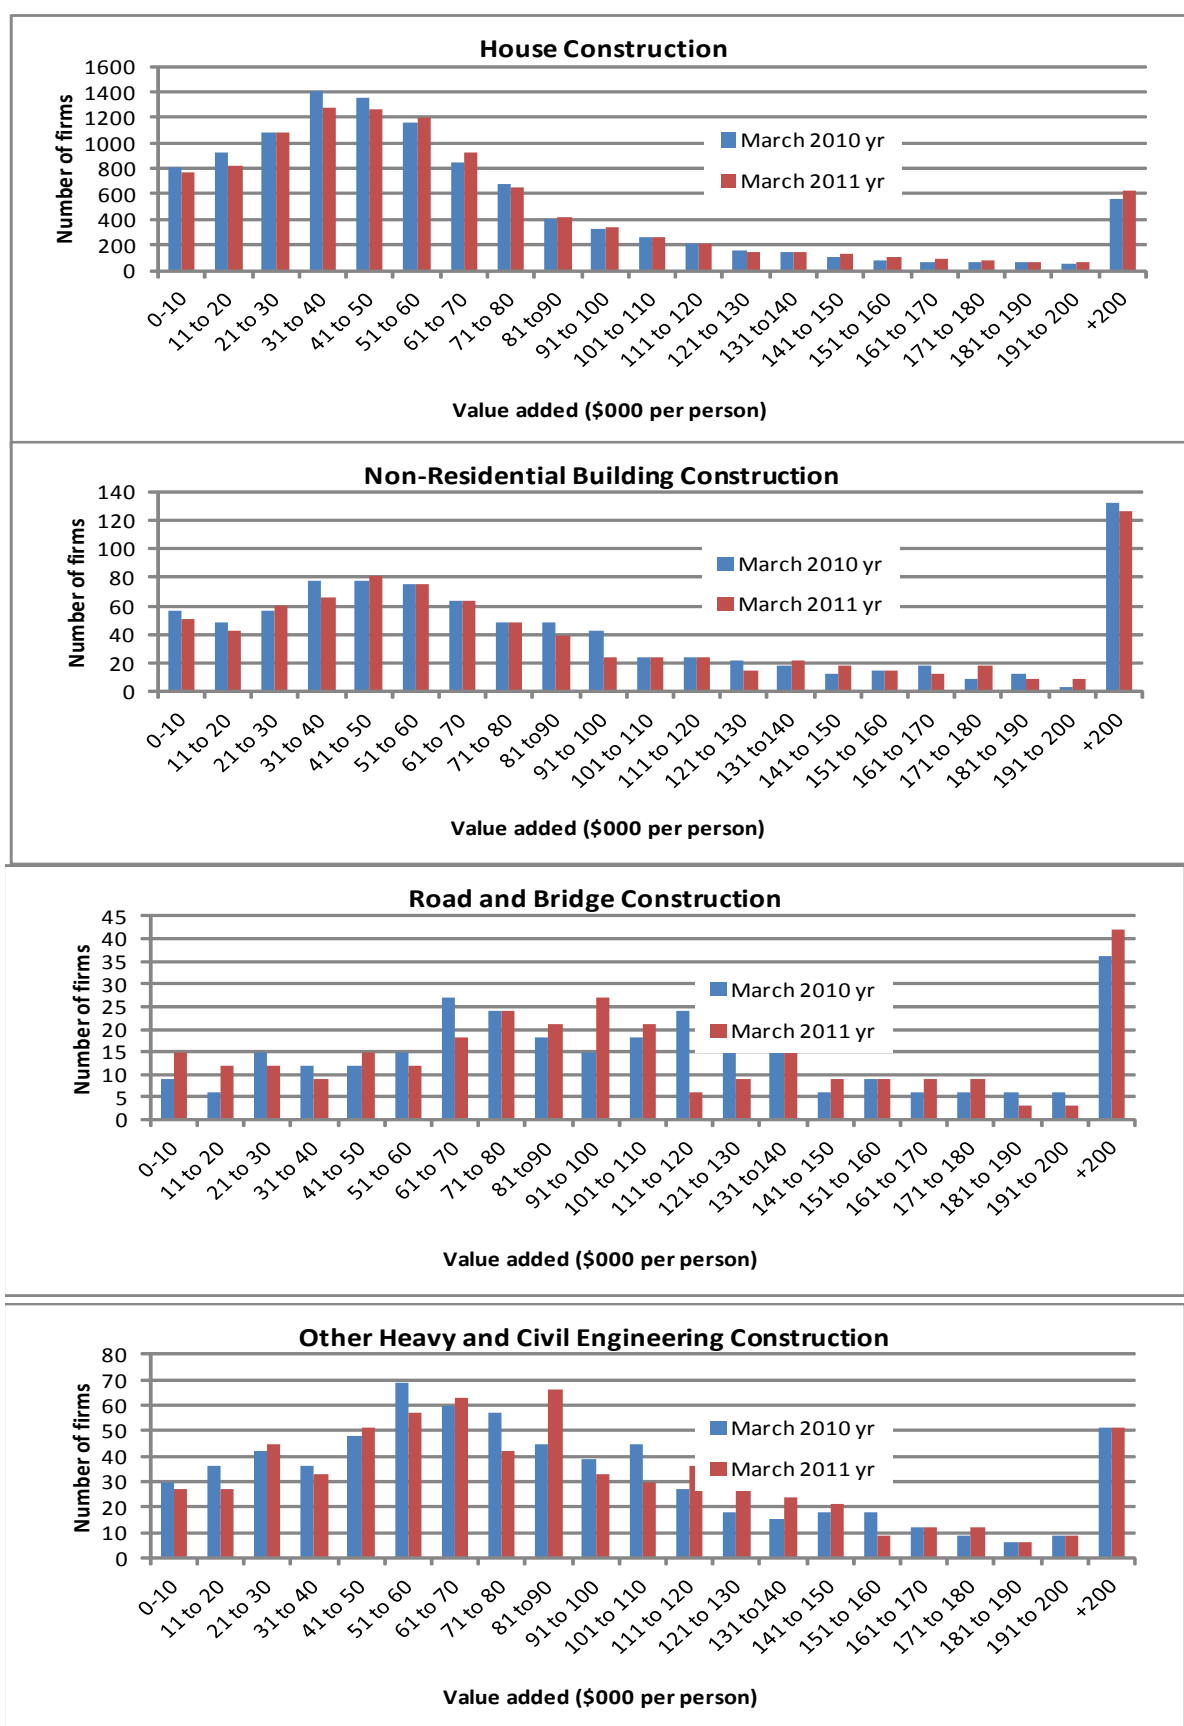 House Construction
1600
1400
1200
1000
800
600
400
200
0
Number of firms
March 2010 yr
March 2011 yr
0-10
11 to 20
21 to 30
31 to 40
41 to 50
51 to 60
61 to 70
71 to 80
81 to90
91 to 100
101 to 110
111 to 120
121 to 130
131 to140
141 to 150
151 to 160
161 to 170
171 to 180
181 to 190
191 to 200
+200
Value added ($000 per person)
Non-Residential Building Construction
140
120
100
80
60
40
20
0
Number of firms
March 2010 yr
March 2011 yr
0-10
11 to 20
21 to 30
31 to 40
41 to 50
51 to 60
61 to 70
71 to 80
81 to90
91 to 100
101 to 110
111 to 120
121 to 130
131 to140
141 to 150
151 to 160
161 to 170
171 to 180
181 to 190
191 to 200
+200
Value added ($000 per person)
Road and Bridge Construction
45
40
35
30
25
20
15
10
5
0
Number of firms
March 2010 yr
March 2011 yr
0-10
11 to 20
21 to 30
31 to 40
41 to 50
51 to 60
61 to 70
71 to 80
81 to90
91 to 100
101 to 110
111 to 120
121 to 130
131 to140
141 to 150
151 to 160
161 to 170
171 to 180
181 to 190
191 to 200
+200
Value added ($000 per person)
Other Heavy and Civil Engineering Construction
80
70
60
50
40
30
20
10
0
Number of firms
March 2010 yr
March 2011 yr
0-10
11 to 20
21 to 30
31 to 40
41 to 50
51 to 60
61 to 70
71 to 80
81 to90
91 to 100
101 to 110
111 to 120
121 to 130
131 to140
141 to 150
151 to 160
161 to 170
171 to 180
181 to 190
191 to 200
+200
Value added ($000 per person)